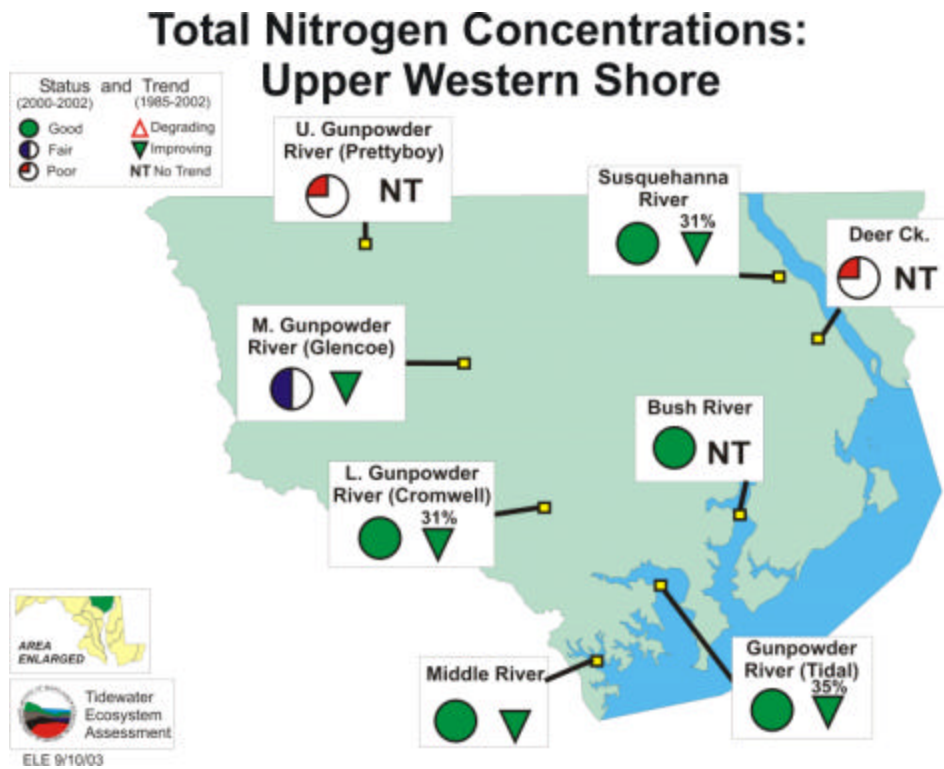 Total Nitrogen Concentrations:
Upper Western Shore
Status and Trend
(2000-2002) (1985-2002)
Good Degrading
Fair Improving
Poor NT No Trend
U. Gunpowder
River (Prettyboy)
NT
Susquehanna
River
31%
Deer Ck.
NT
M. Gunpowder
River (Glencoe)
Bush River
NT
L. Gunpowder
River (Cromwell)
31%
Middle River
Gunpowder
River (Tidal)
35%
AREA
ENLARGED
Tidewater
Ecosystem
Assessment
ELE 9/10/03